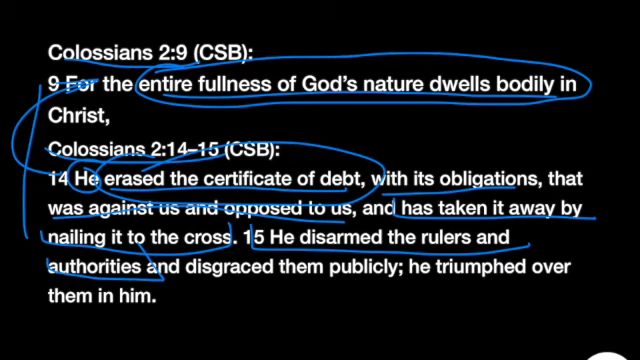 Colossians 2:9 (CSB):
9 For the entire fullness of God's nature dwells bodily in
Christ,
Colossians 2:14–15 (CSB):
14 He erased the certificate of debt, with its obligations, that
was against us and opposed to us, and has taken it away by
nailing it to the cross. 15 He disarmed the rulers and
authorities and disgraced them publicly; he triumphed over
them in him.